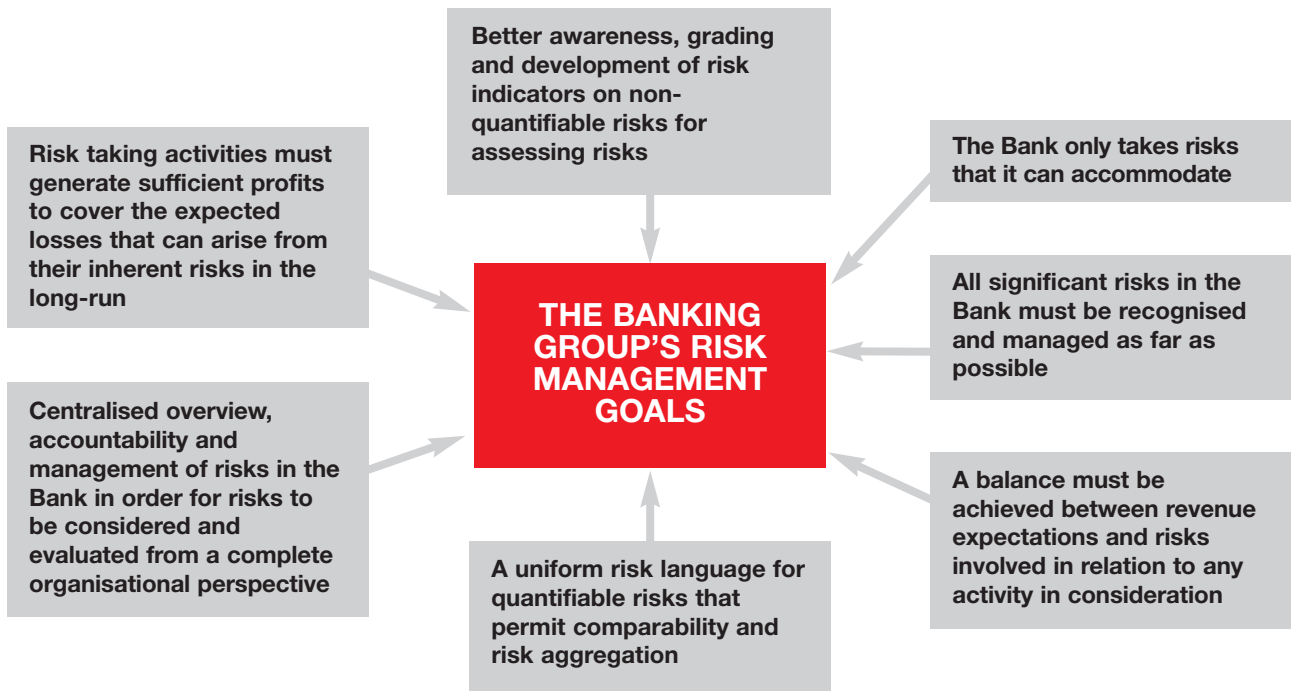 Better awareness, grading
and development of risk
indicators on non-
quantifiable risks for
assessing risks
Risk taking activities must
generate sufficient profits
to cover the expected
losses that can arise from
their inherent risks in the
long-run
The Bank only takes risks
that it can accommodate
THE BANKING
GROUP’S RISK
MANAGEMENT
GOALS
All significant risks in the
Bank must be recognised
and managed as far as
possible
Centralised overview,
accountability and
management of risks in the
Bank in order for risks to
be considered and
evaluated from a complete
organisational perspective
A uniform risk language for
quantifiable risks that
permit comparability and
risk aggregation
A balance must be
achieved between revenue
expectations and risks
involved in relation to any
activity in consideration